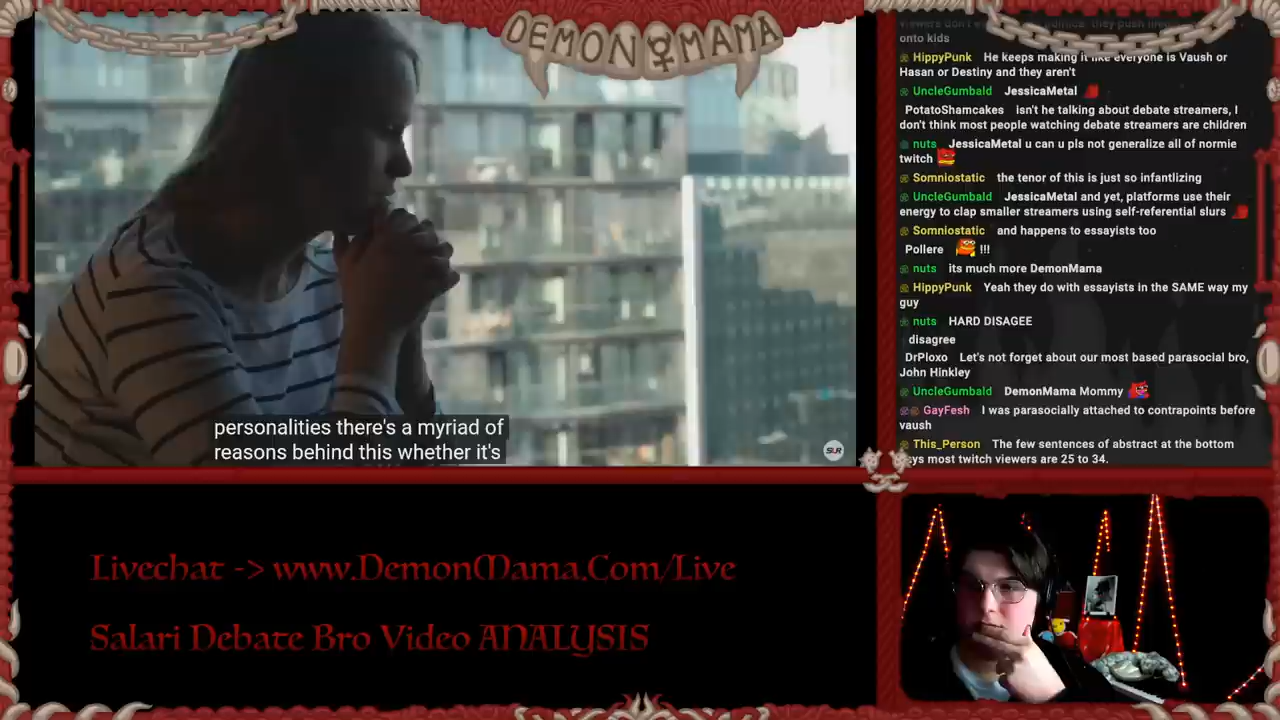 DEMON MAMA
onto kids
HippyPunk He keeps making it like everyone is Vaush or
Hasan or Destiny and they aren't
UncleGumbald JessicaMetal
PotatoShamcakes isn't he talking about debate streamers, I
don't think most people watching debate streamers are children
nuts JessicaMetal u can u pls not generalize all of normie
twitch
Somniostatic the tenor of this is just so infantlizing
UncleGumbald JessicaMetal and yet, platforms use their
energy to clap smaller streamers using self-referential slurs
Somniostatic and happens to essayists too
Pollere !!!
nuts its much more DemonMama
HippyPunk Yeah they do with essayists in the SAME way my
guy
nuts HARD DISAGEE
disagree
DrPloxo Let's not forget about our most based parasocial bro,
John Hinkley
UncleGumbald DemonMama Mommy
GayFesh I was parasocially attached to contrapoints before
vaush
This_Person The few sentences of abstract at the bottom
says most twitch viewers are 25 to 34.
personalities there's a myriad of
reasons behind this whether it's
SLR
Livechat -> www.DemonMama.Com/Live
Salari Debate Bro Video ANALYSIS